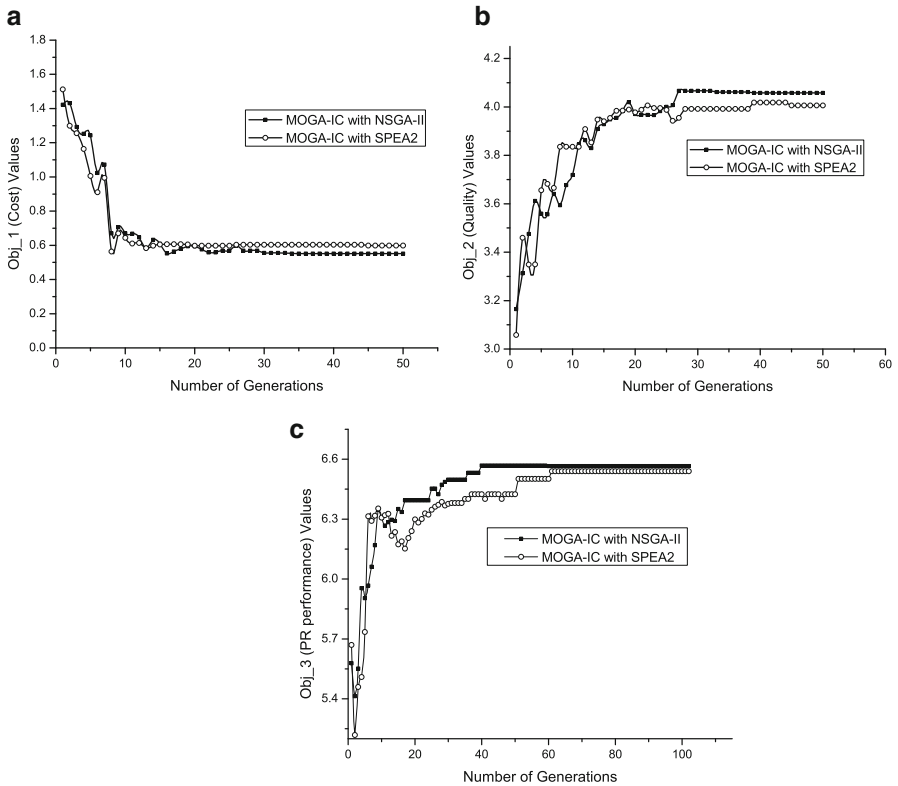 a
1.8
1.6
1.4
1.2
1.0
0.8
0.6
0.4
0.2
0.0
0 10 20 30 40 50
Obj_1 (Cost) Values
Number of Generations
MOGA-IC with NSGA-II
MOGA-IC with SPEA2
b
4.2
4.0
3.8
3.6
3.4
3.2
3.0
0 10 20 30 40 50 60
Obj_2 (Quality) Values
Number of Generations
MOGA-IC with NSGA-II
MOGA-IC with SPEA2
c
6.6
6.3
6.0
5.7
5.4
0 20 40 60 80 100
Obj_3 (PR performance) Values
Number of Generations
MOGA-IC with NSGA-II
MOGA-IC with SPEA2